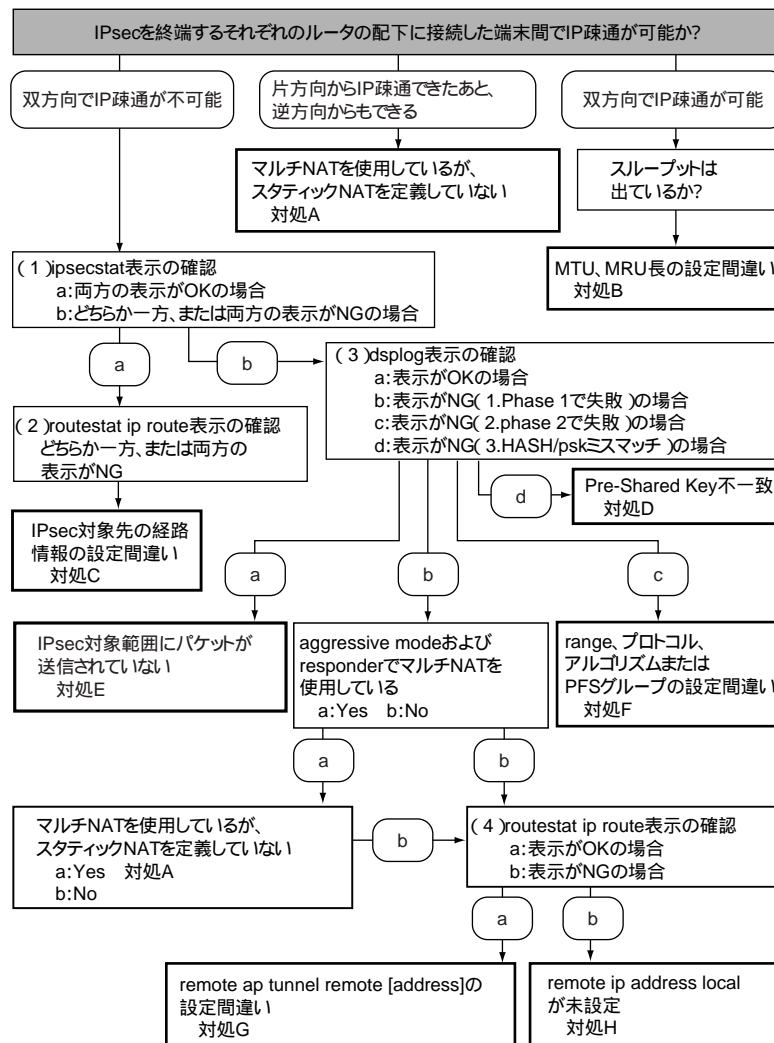 IPsecを終端するそれぞれのルータの配下に接続した端末間でIP疎通が可能か?
双方向でIP疎通が不可能
片方向からIP疎通できたあと、
逆方向からもできる
双方向でIP疎通が可能
マルチNATを使用しているが、
スタティックNATを定義していない
対処A
スループットは
出ているか?
MTU、MRU長の設定間違い
対処B
(1)ipsecstat表示の確認
a:両方の表示がOKの場合
b:どちらか一方、または両方の表示がNGの場合
a
b
(3)dsplog表示の確認
a:表示がOKの場合
b:表示がNG(1.Phase 1で失敗)の場合
c:表示がNG(2.phase 2で失敗)の場合
d:表示がNG(3.HASH/pskミスマッチ)の場合
(2)routestat ip route表示の確認
どちらか一方、または両方の
表示がNG
d
Pre-Shared Key不一致
対処D
IPsec対象先の経路
情報の設定間違い
対処C
a
b
c
IPsec対象範囲にパケットが
送信されていない
対処E
aggressive modeおよび
responderでマルチNATを
使用している
a:Yes b:No
range、プロトコル、
アルゴリズムまたは
PFSグループの設定間違い
対処F
a
b
マルチNATを使用しているが、
スタティックNATを定義していない
a:Yes 対処A
b:No
b
(4)routestat ip route表示の確認
a:表示がOKの場合
b:表示がNGの場合
a
b
remote ap tunnel remote [address]の
設定間違い
対処G
remote ip address local
が未設定
対処H